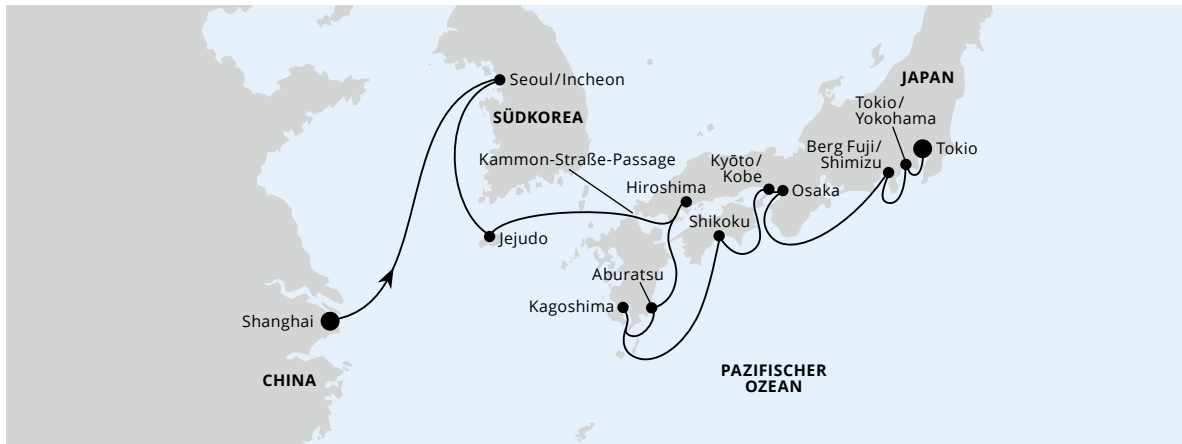 Seoul/Incheon
SÜDKOREA
JAPAN
Tokio/
Yokohama
Tokio
Berg Fuji/
Shimizu
Kammon-Straße-Passage
Kyōto/
Kobe
Hiroshima
Osaka
Shikoku
Jejudo
Aburatsu
Kagoshima
Shanghai
CHINA
PAZIFISCHER
OZEAN